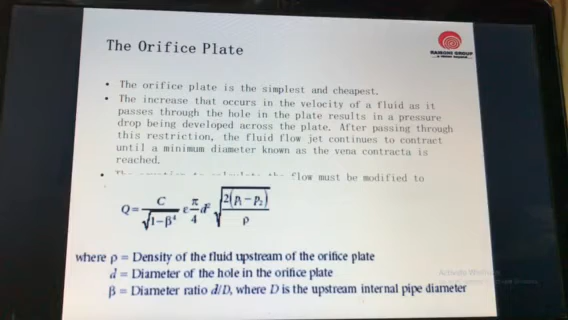 The Orifice Plate
RAMOHI GROUP
• The orifice plate is the simplest and cheapest.
• The increase that occurs in the velocity of a fluid as it
passes through the hole in the plate results in a pressure
drop being developed across the plate. After passing through
this restriction, the fluid flow jet continues to contract
until a minimum diameter known as the vena contracta is
reached.
• flow must be modified to
Q= C/√(1−β⁴) ε π/4 d² √(2(p₁ − p₂)/ρ)
where ρ = Density of the fluid upstream of the orifice plate
d = Diameter of the hole in the orifice plate
β = Diameter ratio d/D, where D is the upstream internal pipe diameter
Activate